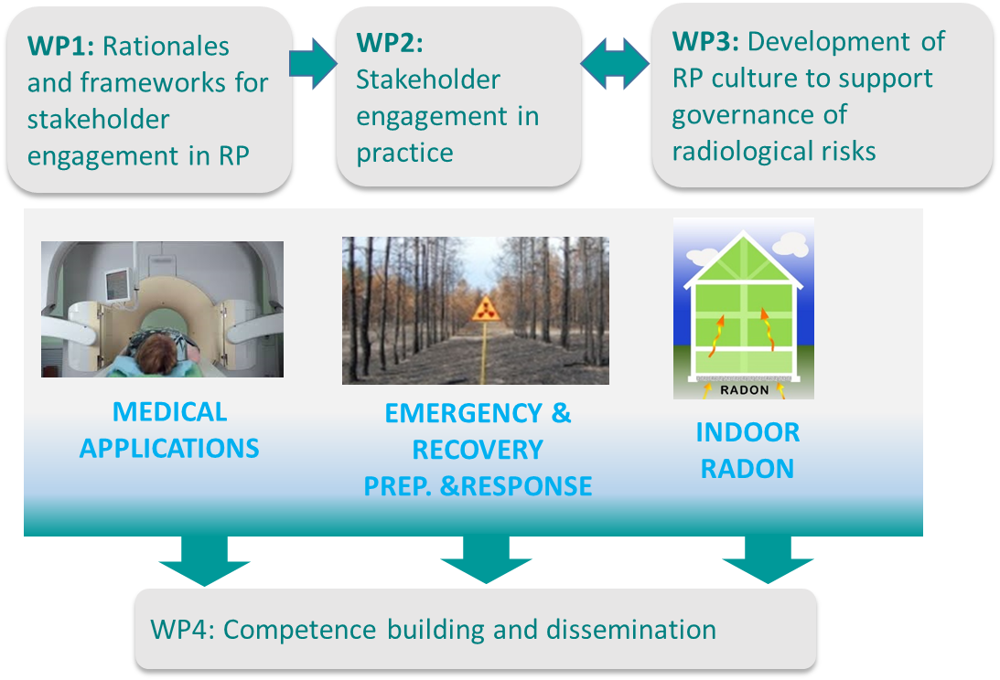 WP1: Rationales
and frameworks for
stakeholder
engagement in RP
WP2:
Stakeholder
engagement in
practice
WP3: Development of
RP culture to support
governance of
radiological risks
RADON
MEDICAL
APPLICATIONS
EMERGENCY &
RECOVERY
PREP. &RESPONSE
INDOOR
RADON
WP4: Competence building and dissemination